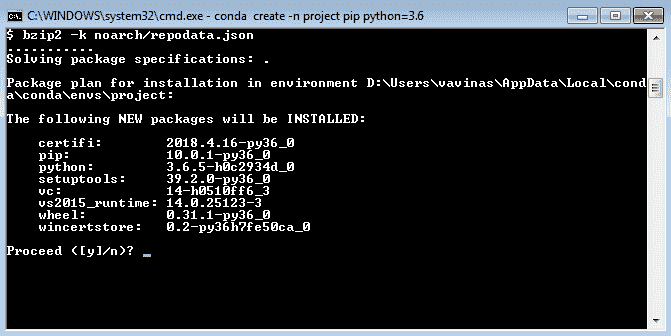 C:\WINDOWS\system32\cmd.exe - conda create -n project pip python=3.6
$ bzip2 -k noarch/repodata.json
...........
Solving package specifications: .
Package plan for installation in environment D:\Users\vavinas\AppData\Local\cond
a\conda\envs\project:
The following NEW packages will be INSTALLED:
certifi: 2018.4.16-py36_0
pip: 10.0.1-py36_0
python: 3.6.5-h0c2934d_0
setuptools: 39.2.0-py36_0
vc: 14-h0510ff6_3
vs2015_runtime: 14.0.25123-3
wheel: 0.31.1-py36_0
wincertstore: 0.2-py36h7fe50ca_0
Proceed ([y]/n)? _